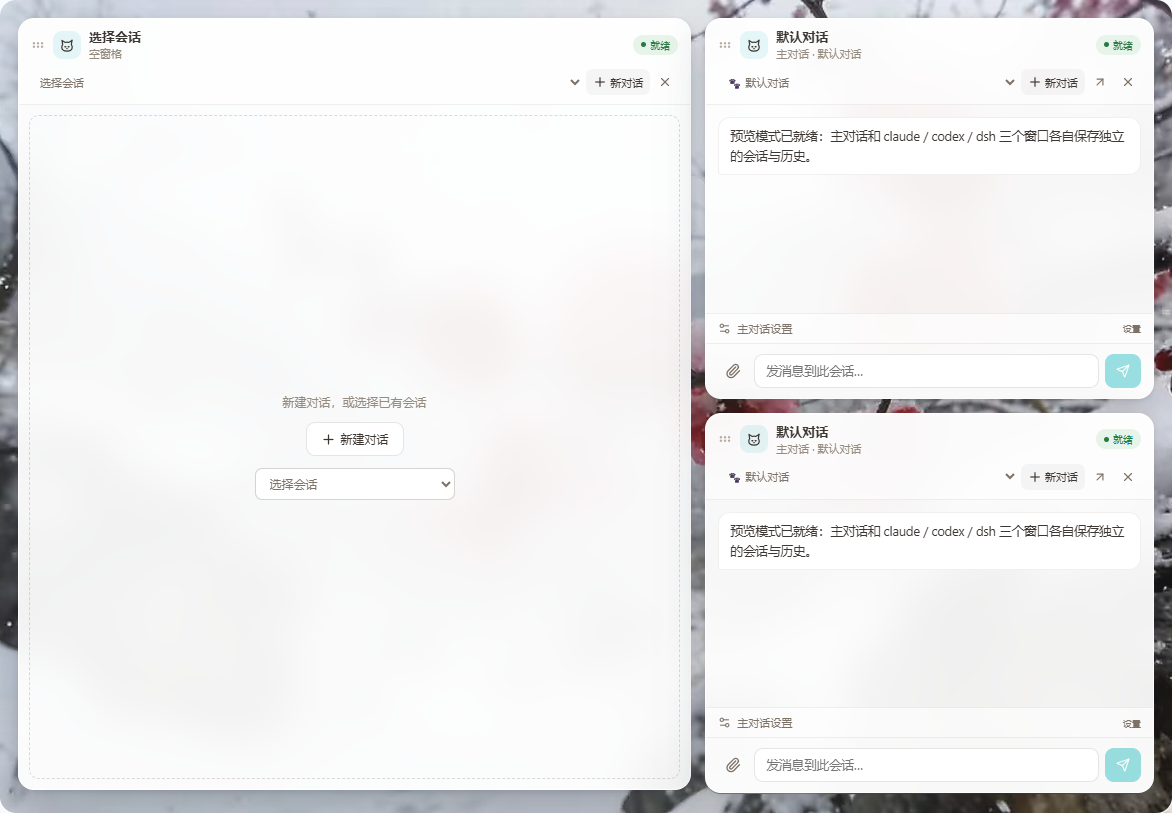 选择会话
空窗格
就绪
选择会话
新对话
新建对话，或选择已有会话
新建对话
选择会话
默认对话
主对话 · 默认对话
就绪
默认对话
新对话
预览模式已就绪：主对话和 claude / codex / dsh 三个窗口各自保存独立
的会话与历史。
主对话设置
设置
发消息到此会话...
默认对话
主对话 · 默认对话
就绪
默认对话
新对话
预览模式已就绪：主对话和 claude / codex / dsh 三个窗口各自保存独立
的会话与历史。
主对话设置
设置
发消息到此会话...